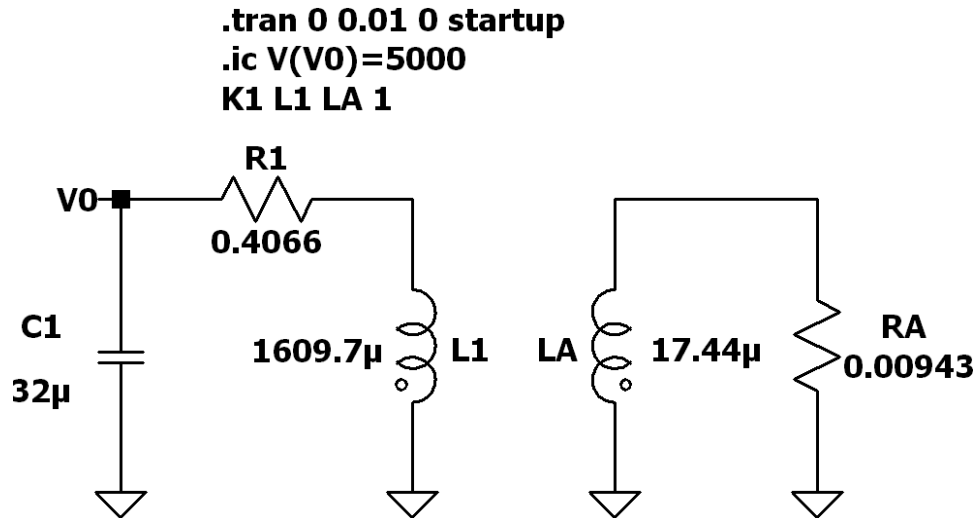 .tran 0 0.01 0 startup
.ic V(V0)=5000
K1 L1 LA 1
R1
V0
0.4066
C1
1609.7µ
L1
LA
17.44µ
RA
0.00943
32µ